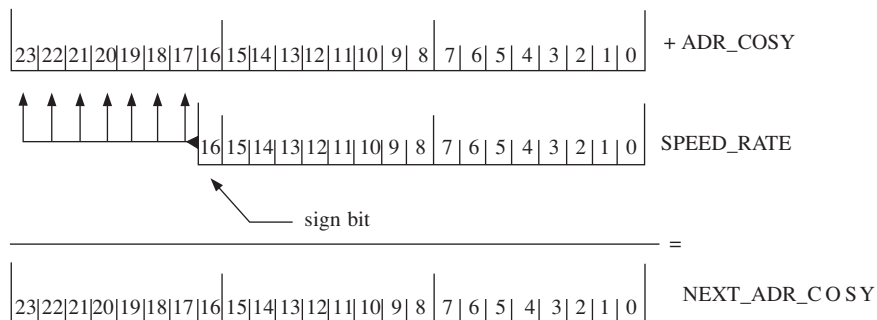 23 22 21 20 19 18 17 16 15 14 13 12 11 10 9 8 7 6 5 4 3 2 1 0 + ADR_COSY
16 15 14 13 12 11 10 9 8 7 6 5 4 3 2 1 0 SPEED_RATE
sign bit
=
23 22 21 20 19 18 17 16 15 14 13 12 11 10 9 8 7 6 5 4 3 2 1 0 NEXT_ADR_COSY